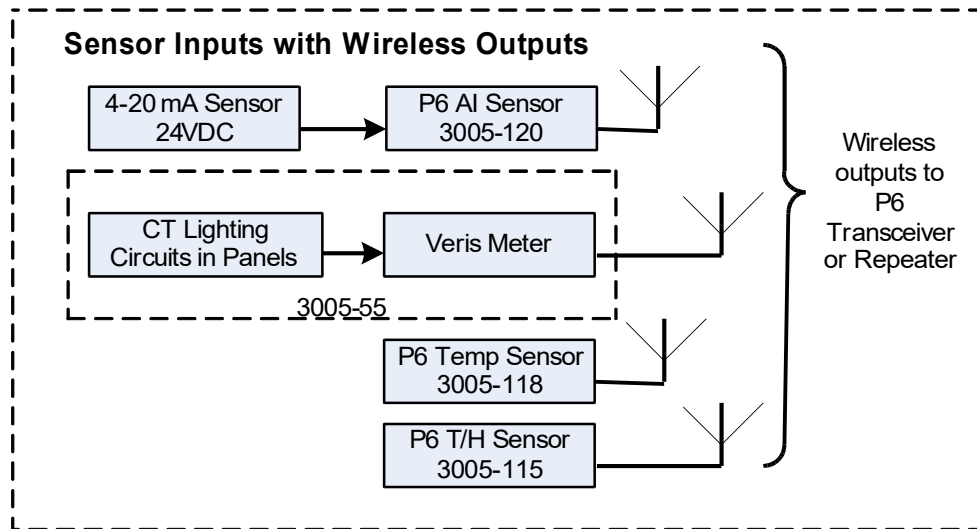 Sensor Inputs with Wireless Outputs
4-20 mA Sensor
24VDC
P6 AI Sensor
3005-120
CT Lighting
Circuits in Panels
Veris Meter
3005-55
P6 Temp Sensor
3005-118
P6 T/H Sensor
3005-115
Wireless
outputs to
P6
Transceiver
or Repeater